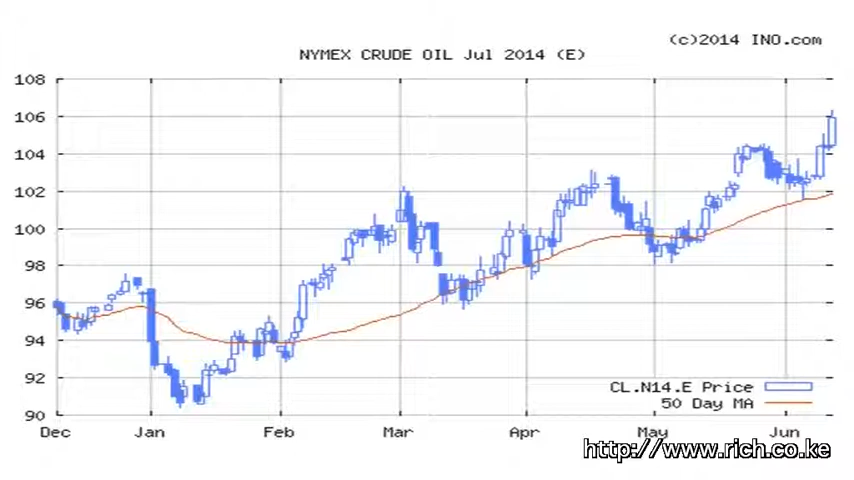 (c)2014 INO.com
NYMEX CRUDE OIL Jul 2014 (E)
108
106
104
102
100
98
96
94
92
90
CL.N14.E Price
50 Day MA
Dec Jan Feb Mar Apr May Jun
http://www.rich.co.ke